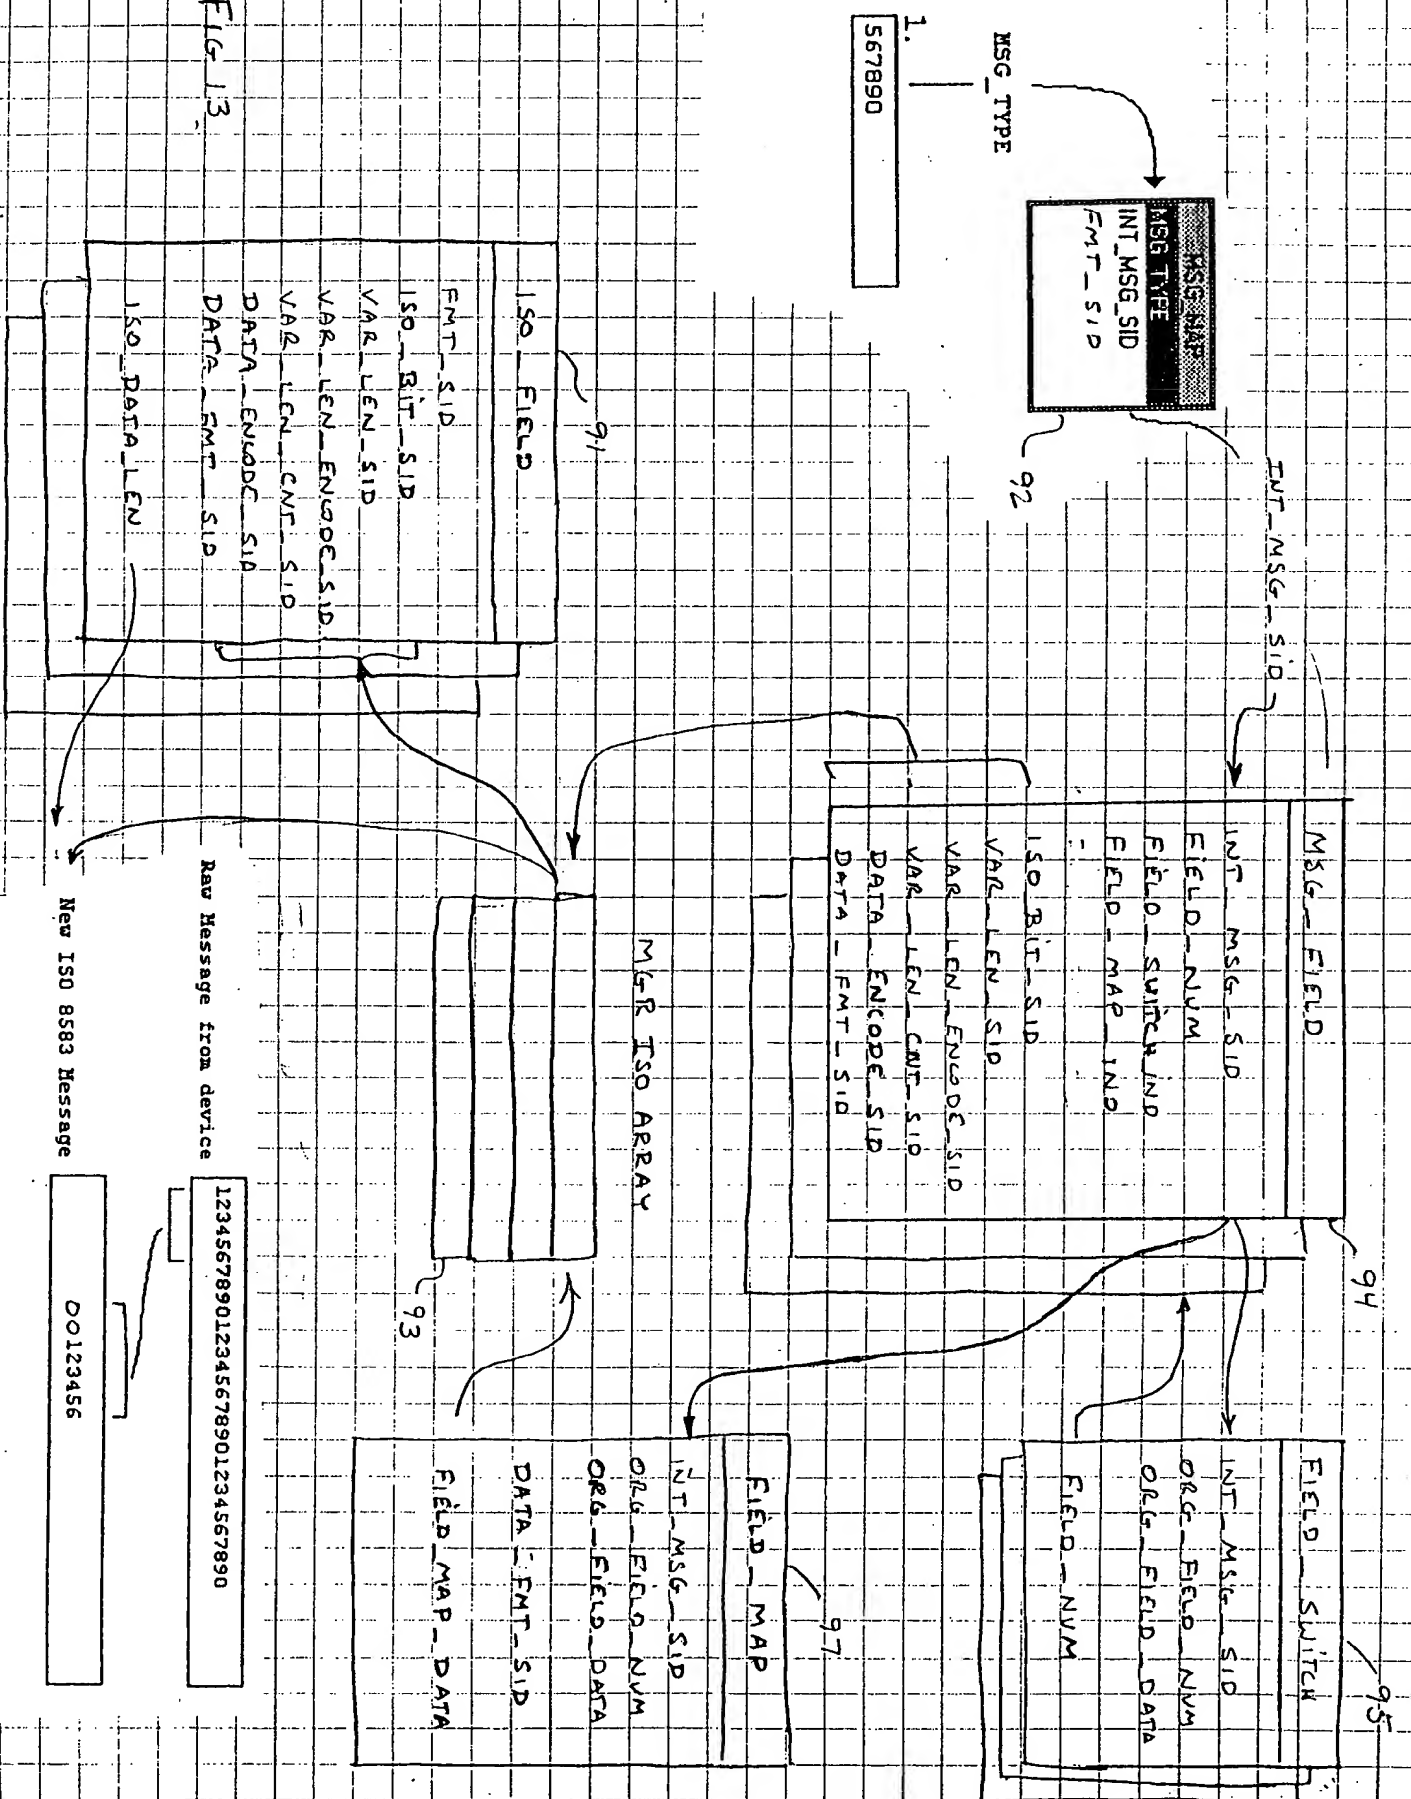 1.
567890
MSG_TYPE
MSG_MAP
MSG_TYPE
INT_MSG_SID
FMT_SID
92
INT_MSG_SID
MSG_FIELD
INT_MSG_SID
FIELD_NUM
FIELD_SWITCH_IND
FIELD_MAP_IND
ISO_BIT_SID
VAR_LEN_SID
VAR_LEN_ENCODE_SID
VAR_LEN_CNT_SID
DATA_ENCODE_SID
DATA_FMT_SID
94
FIELD_SWITCH
INT_MSG_SID
ORG_FIELD_NUM
ORG_FIELD_DATA
FIELD_NUM
95
ISO_FIELD
FMT_SID
ISO_BIT_SID
VAR_LEN_SID
VAR_LEN_ENCODE_SID
VAR_LEN_CNT_SID
DATA_ENCODE_SID
DATA_FMT_SID
ISO_DATA_LEN
91
MGR ISO ARRAY
93
FIELD_MAP
INT_MSG_SID
ORG_FIELD_NUM
ORG_FIELD_DATA
DATA_FMT_SID
FIELD_MAP_DATA
97
Raw Message from device
1234567890123456789012345678901234567890
New ISO 8583 Message
00123456
FIG 13